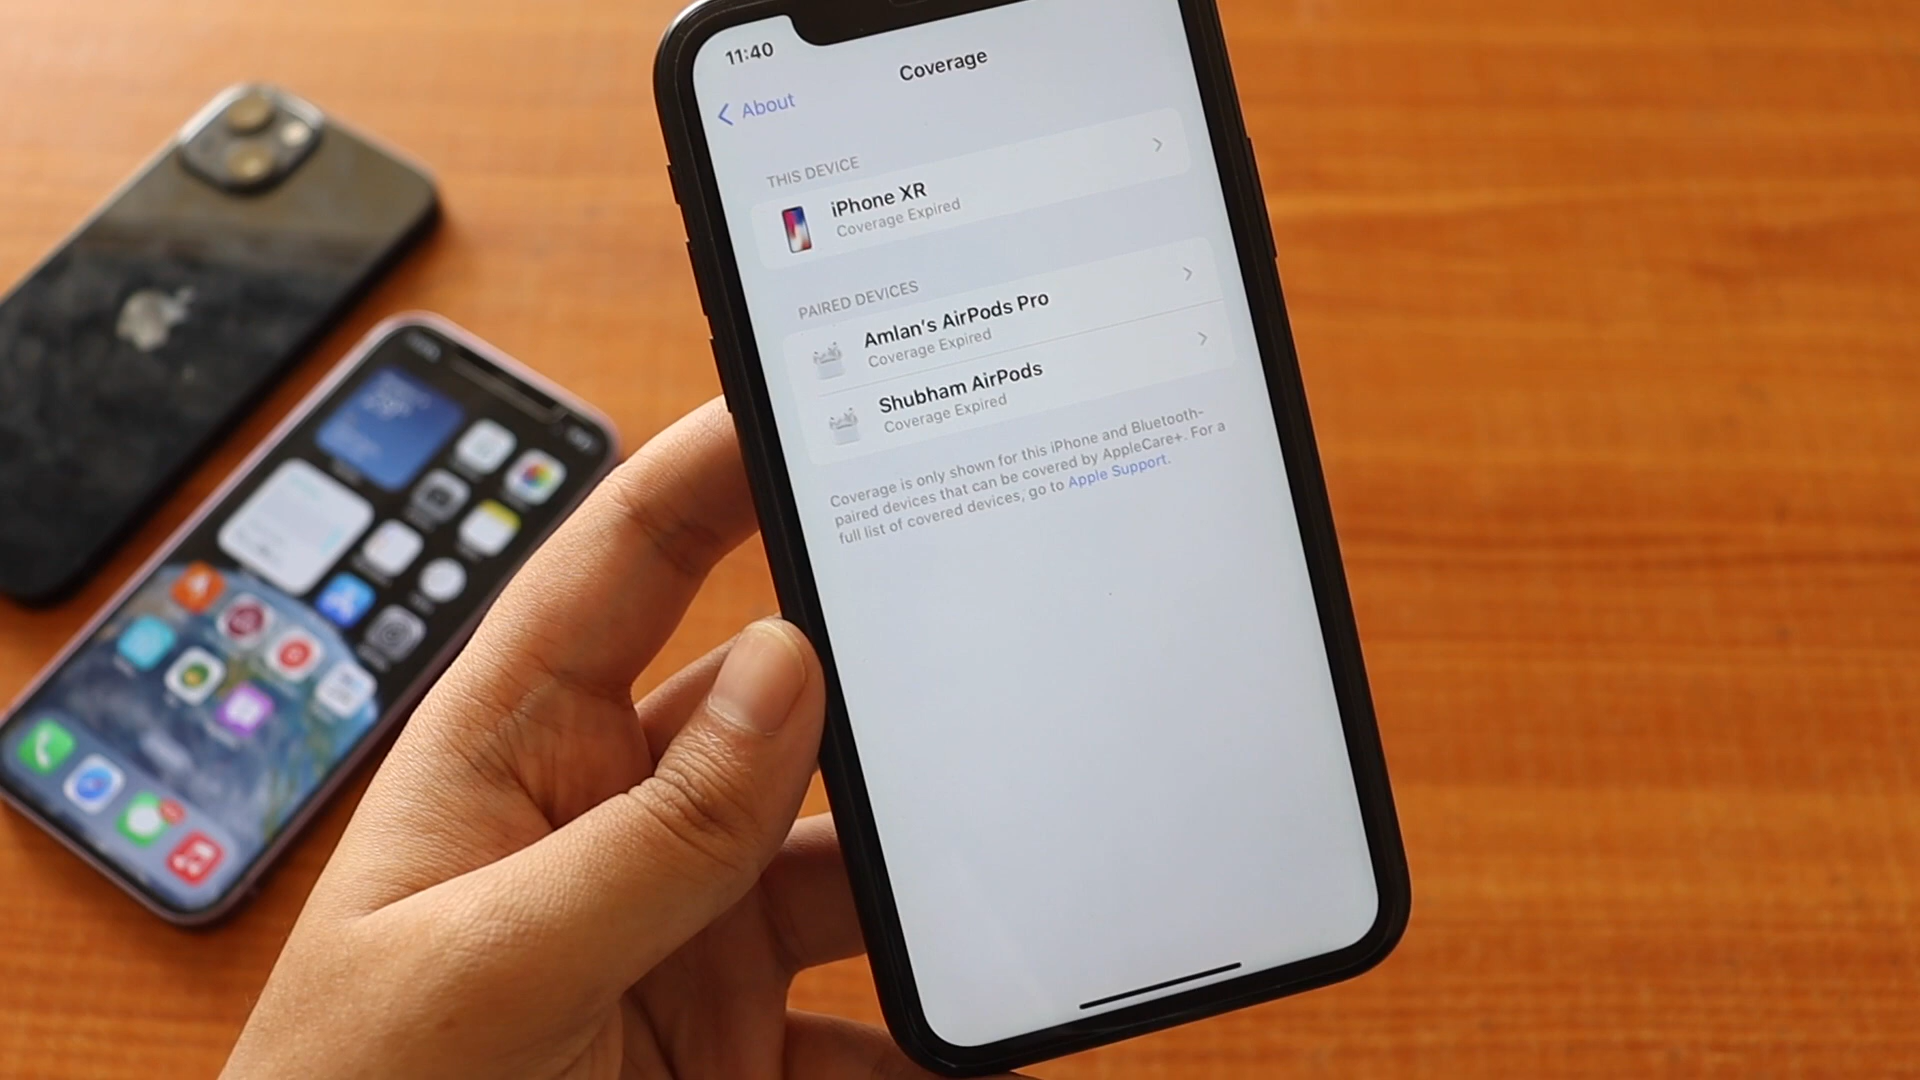 11:40
Coverage
About
THIS DEVICE
iPhone XR
Coverage Expired
PAIRED DEVICES
Amlan's AirPods Pro
Coverage Expired
Shubham AirPods
Coverage Expired
Coverage is only shown for this iPhone and Bluetooth-
paired devices that can be covered by AppleCare+. For a
full list of covered devices, go to Apple Support.